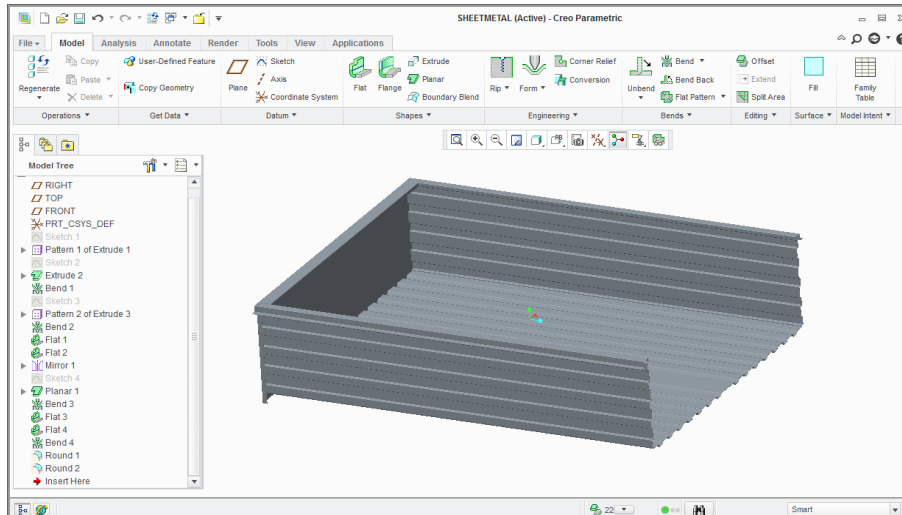 SHEETMETAL (Active) - Creo Parametric
File Model Analysis Annotate Render Tools View Applications
Regenerate
Copy
Paste
Delete
Operations
User-Defined Feature
Copy Geometry
Get Data
Plane
Sketch
Axis
Coordinate System
Datum
Flat
Flange
Extrude
Planar
Boundary Blend
Shapes
Rip
Form
Corner Relief
Conversion
Engineering
Unbend
Bend
Bend Back
Flat Pattern
Bends
Offset
Extend
Split Area
Editing
Fill
Surface
Family
Table
Model Intent
Model Tree
RIGHT
TOP
FRONT
PRT_CSYS_DEF
Sketch 1
Pattern 1 of Extrude 1
Sketch 2
Extrude 2
Bend 1
Sketch 3
Pattern 2 of Extrude 3
Bend 2
Flat 1
Flat 2
Mirror 1
Sketch 4
Planar 1
Bend 3
Flat 3
Flat 4
Bend 4
Round 1
Round 2
Insert Here
22
Smart